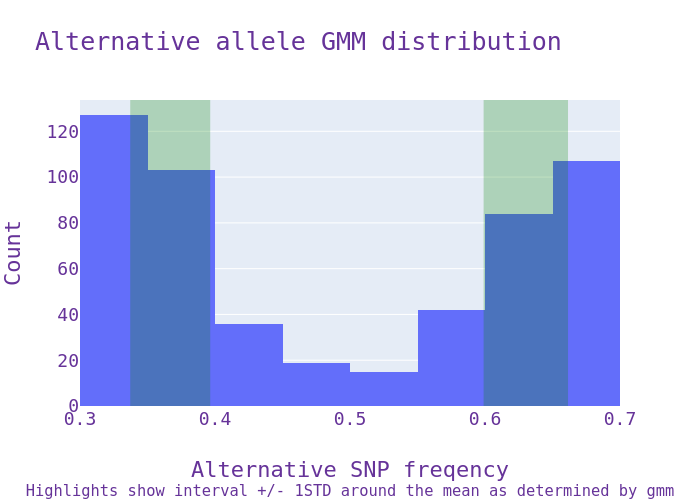 Alternative allele GMM distribution
120
100
80
60
40
20
0
Count
0.3 0.4 0.5 0.6 0.7
Alternative SNP freqency
Highlights show interval +/- 1STD around the mean as determined by gmm